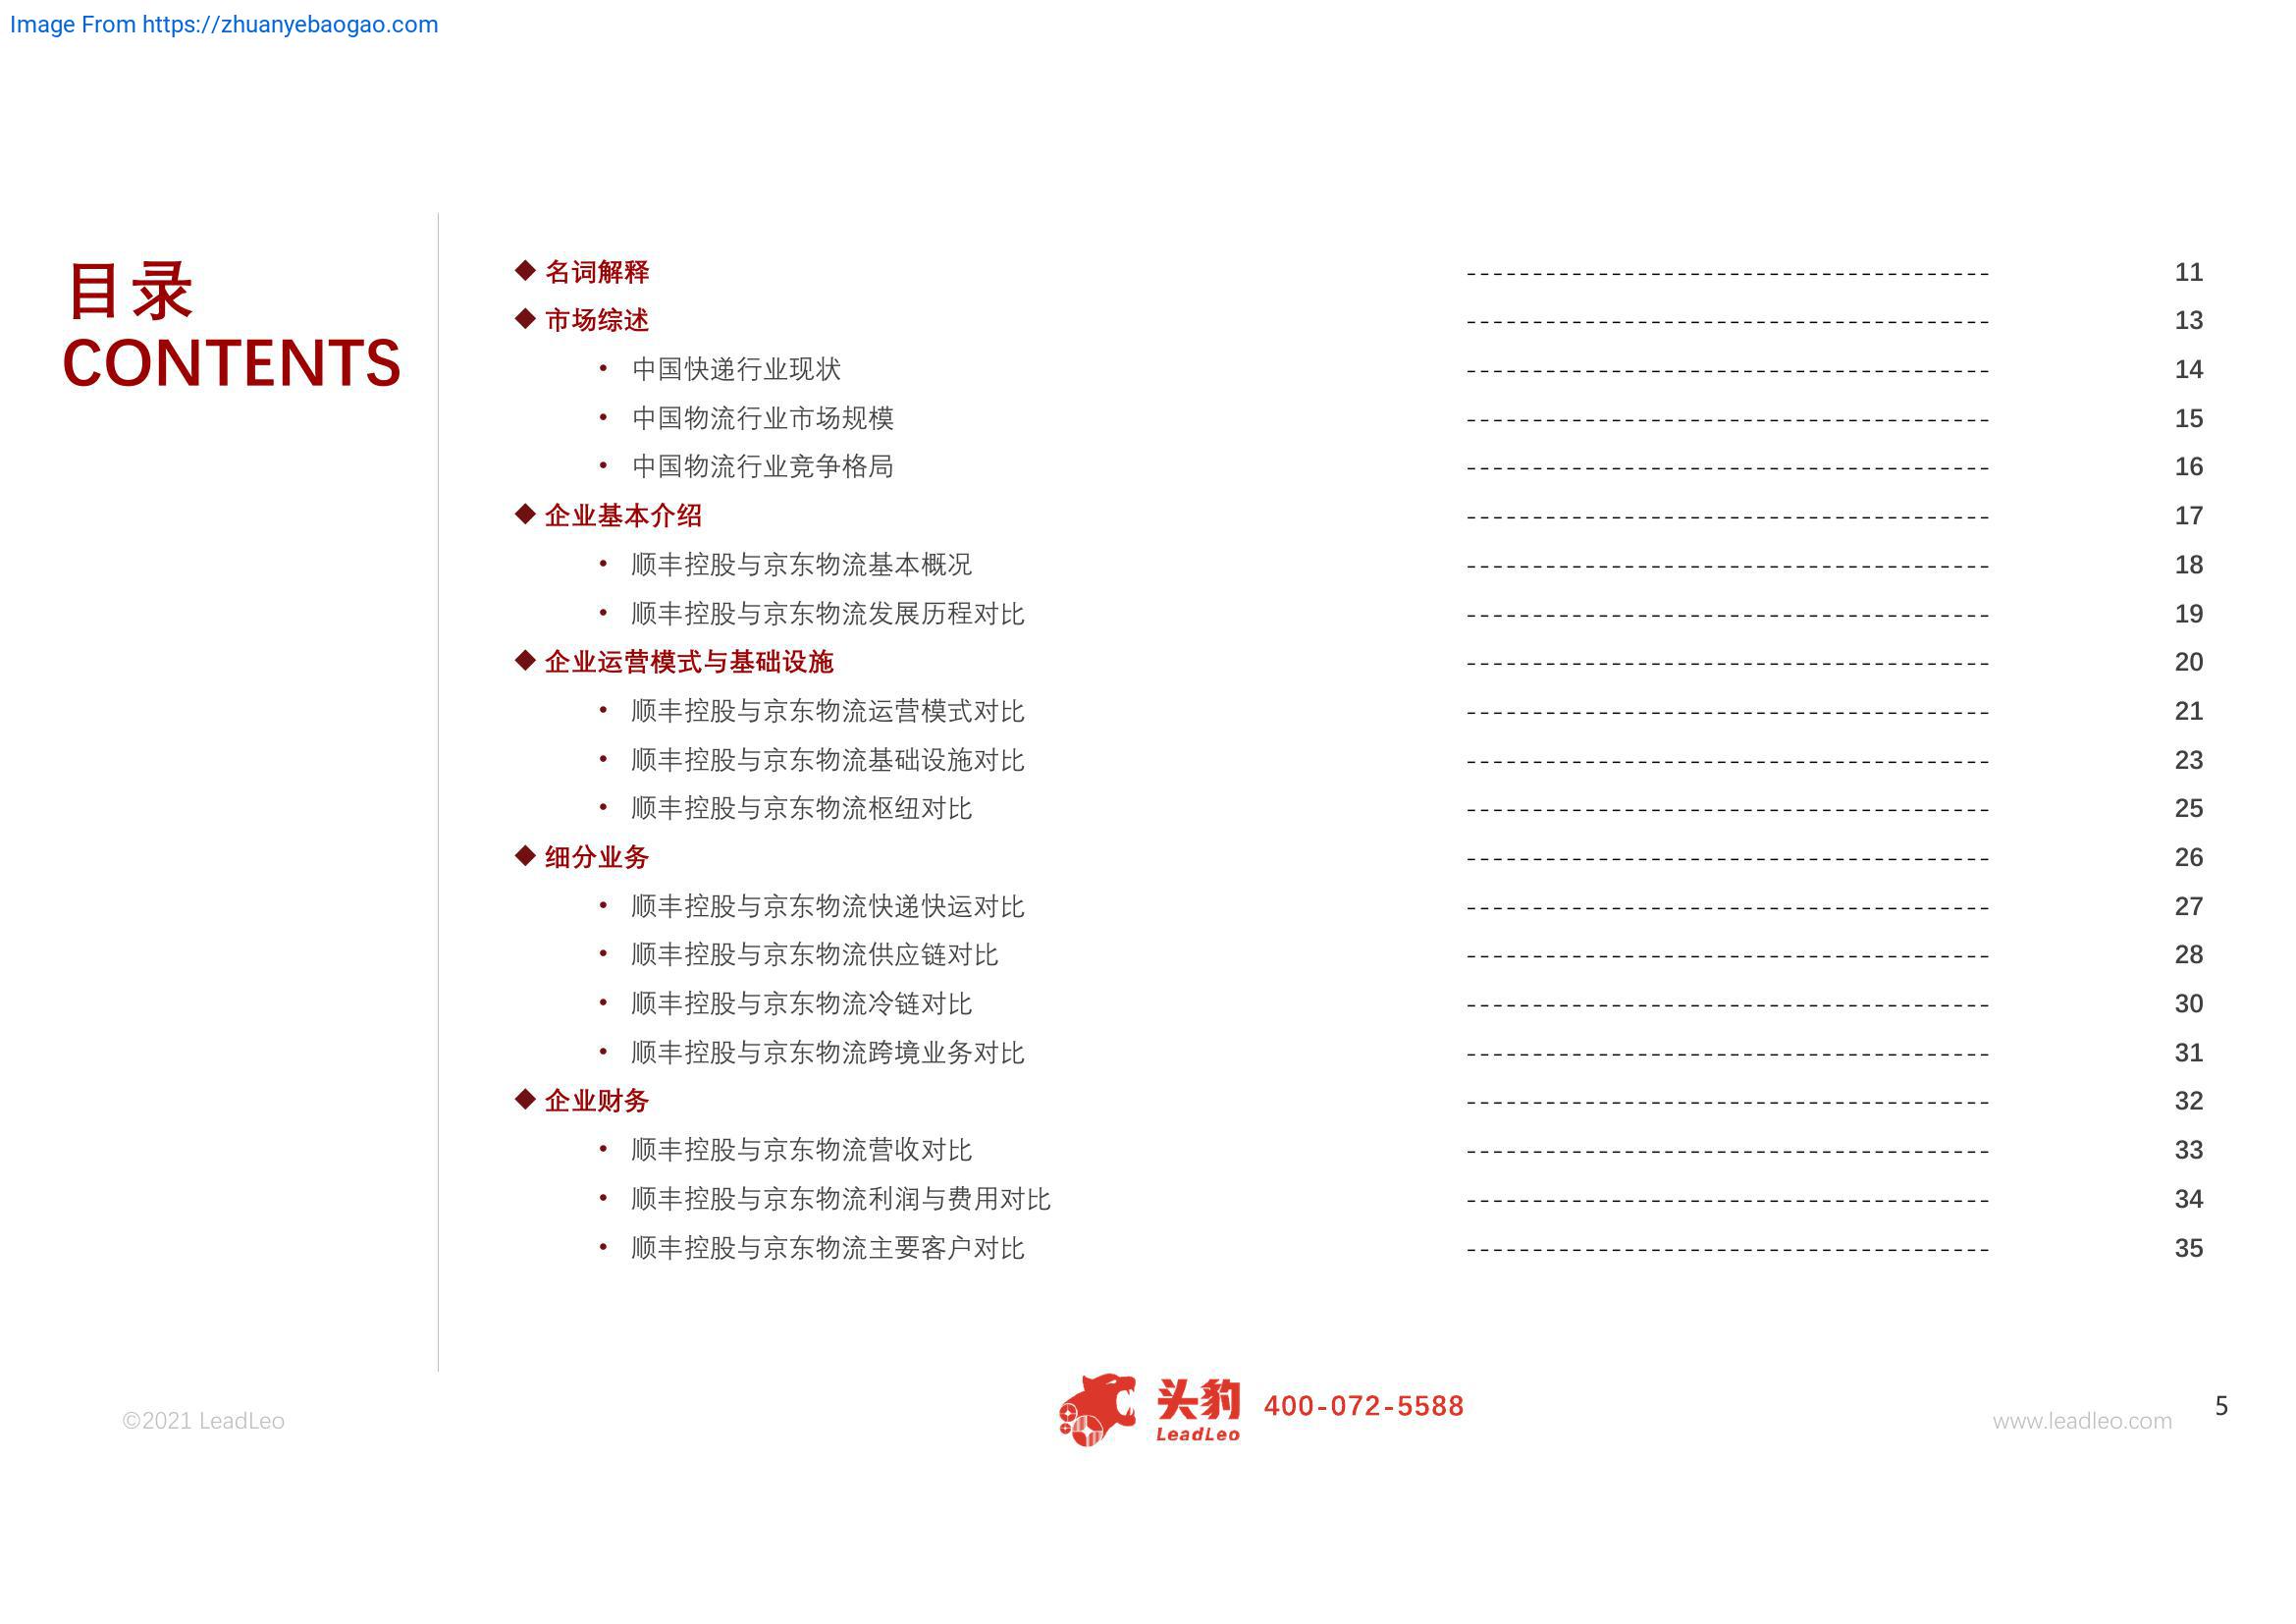 Image From https://zhuanyebaogao.com
目录
CONTENTS
◆ 名词解释 ---------------------------------------- 11
◆ 市场综述 ---------------------------------------- 13
• 中国快递行业现状 ---------------------------------------- 14
• 中国物流行业市场规模 ---------------------------------------- 15
• 中国物流行业竞争格局 ---------------------------------------- 16
◆ 企业基本介绍 ---------------------------------------- 17
• 顺丰控股与京东物流基本概况 ---------------------------------------- 18
• 顺丰控股与京东物流发展历程对比 ---------------------------------------- 19
◆ 企业运营模式与基础设施 ---------------------------------------- 20
• 顺丰控股与京东物流运营模式对比 ---------------------------------------- 21
• 顺丰控股与京东物流基础设施对比 ---------------------------------------- 23
• 顺丰控股与京东物流枢纽对比 ---------------------------------------- 25
◆ 细分业务 ---------------------------------------- 26
• 顺丰控股与京东物流快递快运对比 ---------------------------------------- 27
• 顺丰控股与京东物流供应链对比 ---------------------------------------- 28
• 顺丰控股与京东物流冷链对比 ---------------------------------------- 30
• 顺丰控股与京东物流跨境业务对比 ---------------------------------------- 31
◆ 企业财务 ---------------------------------------- 32
• 顺丰控股与京东物流营收对比 ---------------------------------------- 33
• 顺丰控股与京东物流利润与费用对比 ---------------------------------------- 34
• 顺丰控股与京东物流主要客户对比 ---------------------------------------- 35
©2021 LeadLeo
头豹
LeadLeo
400-072-5588
www.leadleo.com
5